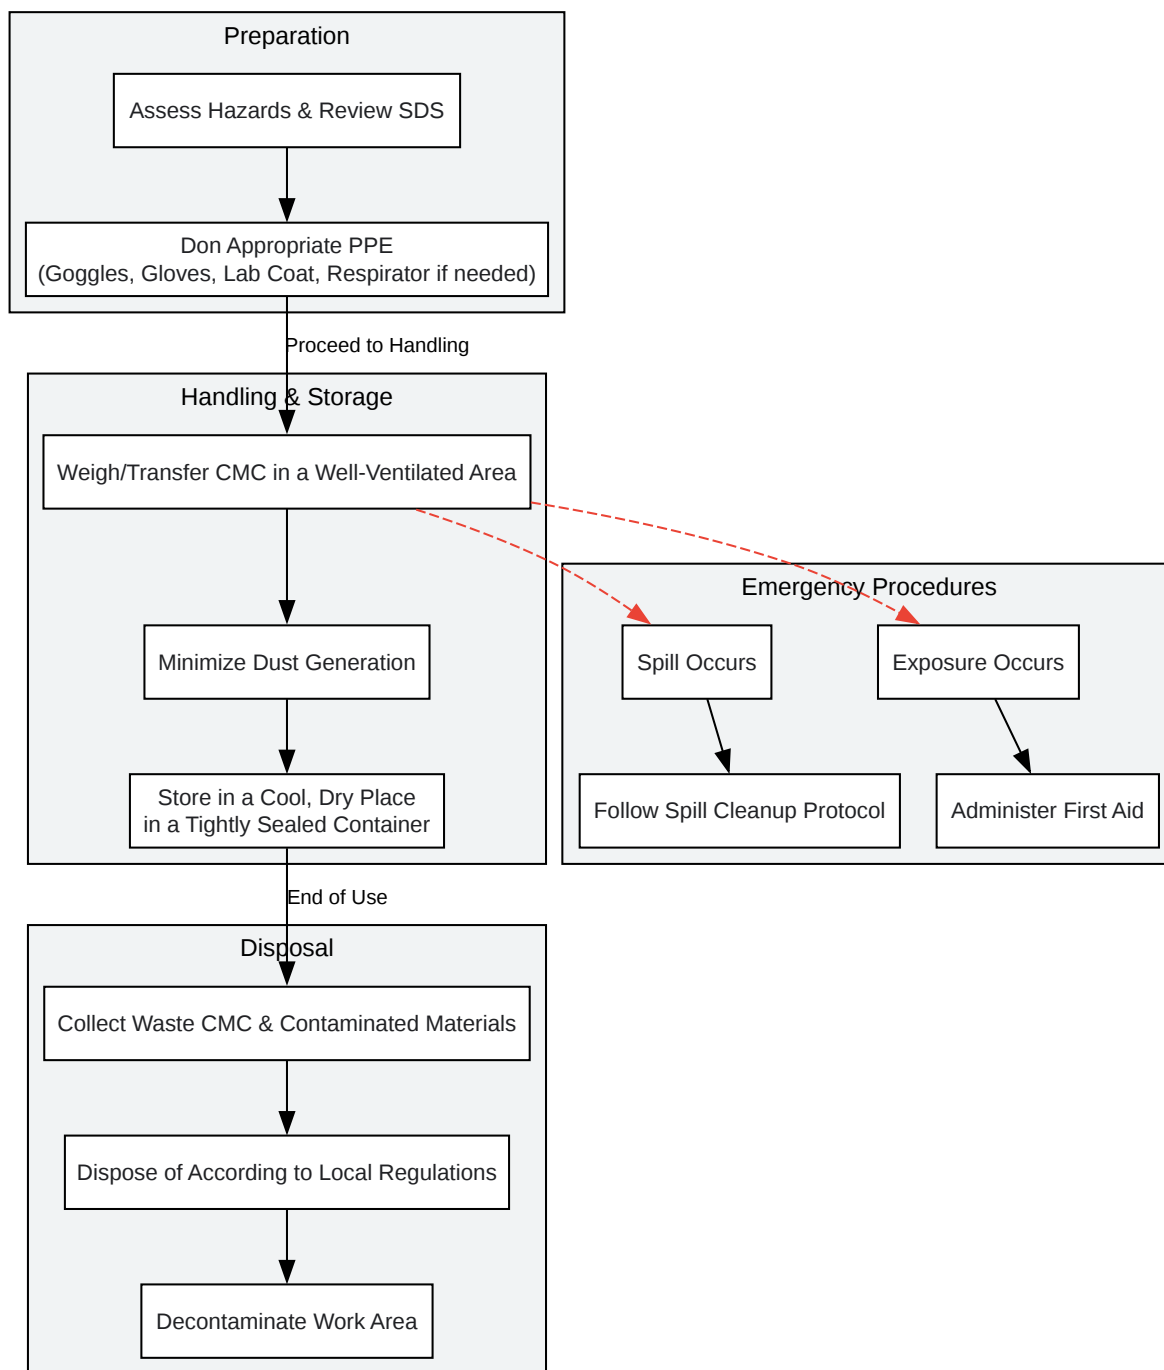 Preparation
Assess Hazards & Review SDS
Don Appropriate PPE
(Goggles, Gloves, Lab Coat, Respirator if needed)
Proceed to Handling
Handling & Storage
Weigh/Transfer CMC in a Well-Ventilated Area
Minimize Dust Generation
Store in a Cool, Dry Place
in a Tightly Sealed Container
Emergency Procedures
Spill Occurs
Exposure Occurs
Follow Spill Cleanup Protocol
Administer First Aid
End of Use
Disposal
Collect Waste CMC & Contaminated Materials
Dispose of According to Local Regulations
Decontaminate Work Area